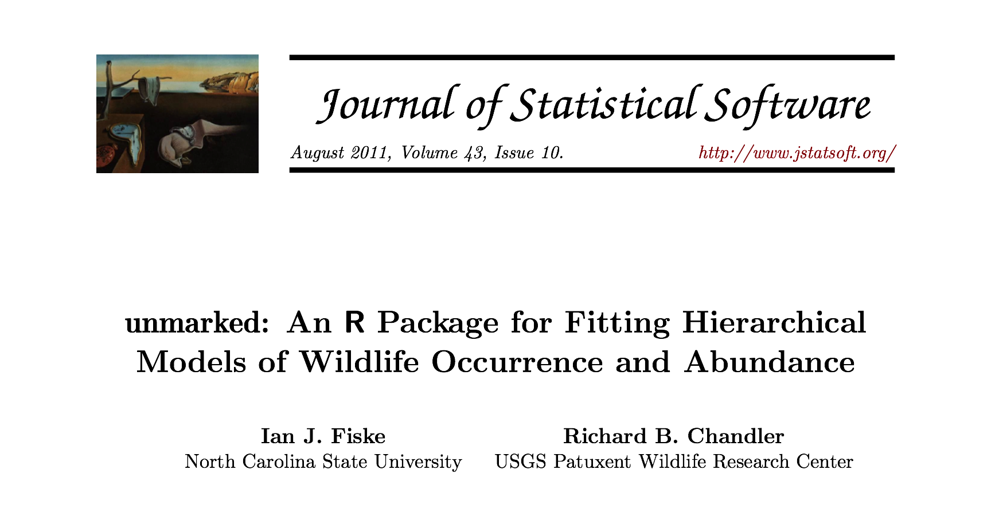 Journal of Statistical Software
August 2011, Volume 43, Issue 10. http://www.jstatsoft.org/
unmarked: An R Package for Fitting Hierarchical
Models of Wildlife Occurrence and Abundance
Ian J. Fiske Richard B. Chandler
North Carolina State University USGS Patuxent Wildlife Research Center